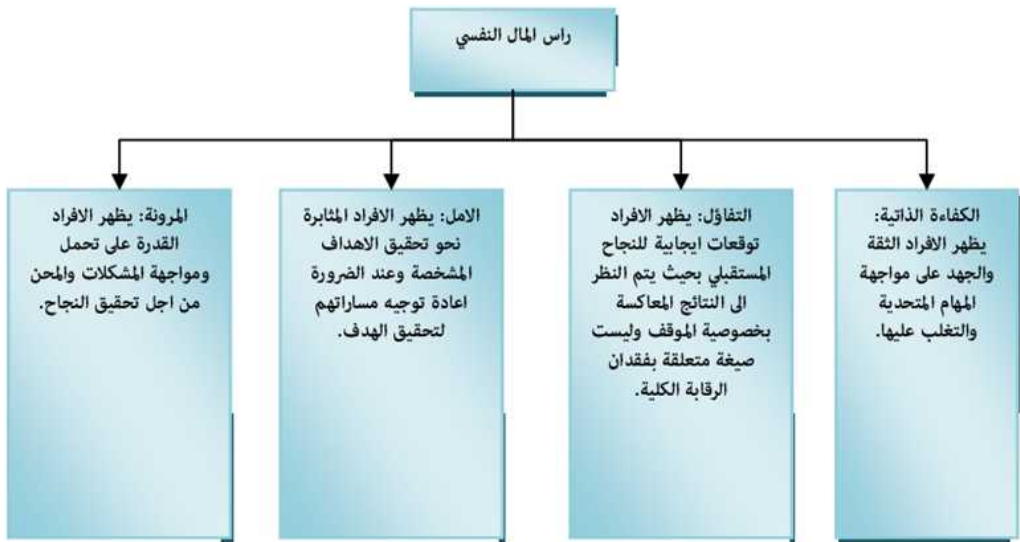 راس المال النفسي
الكفاءة الذاتية:
يظهر الافراد الثقة
والجهد على مواجهة
المهام المتحدية
والتغلب عليها.
التفاؤل: يظهر الافراد
توقعات ايجابية للنجاح
المستقبلي بحيث يتم النظر
الى النتائج المعاكسة
بخصوصية الموقف وليست
صيغة متعلقة بفقدان
الرقابة الكلية.
الامل: يظهر الافراد المثابرة
نحو تحقيق الاهداف
المشخصة وعند الضرورة
اعادة توجيه مساراتهم
لتحقيق الهدف.
المرونة: يظهر الافراد
القدرة على تحمل
ومواجهة المشكلات والمحن
من اجل تحقيق النجاح.